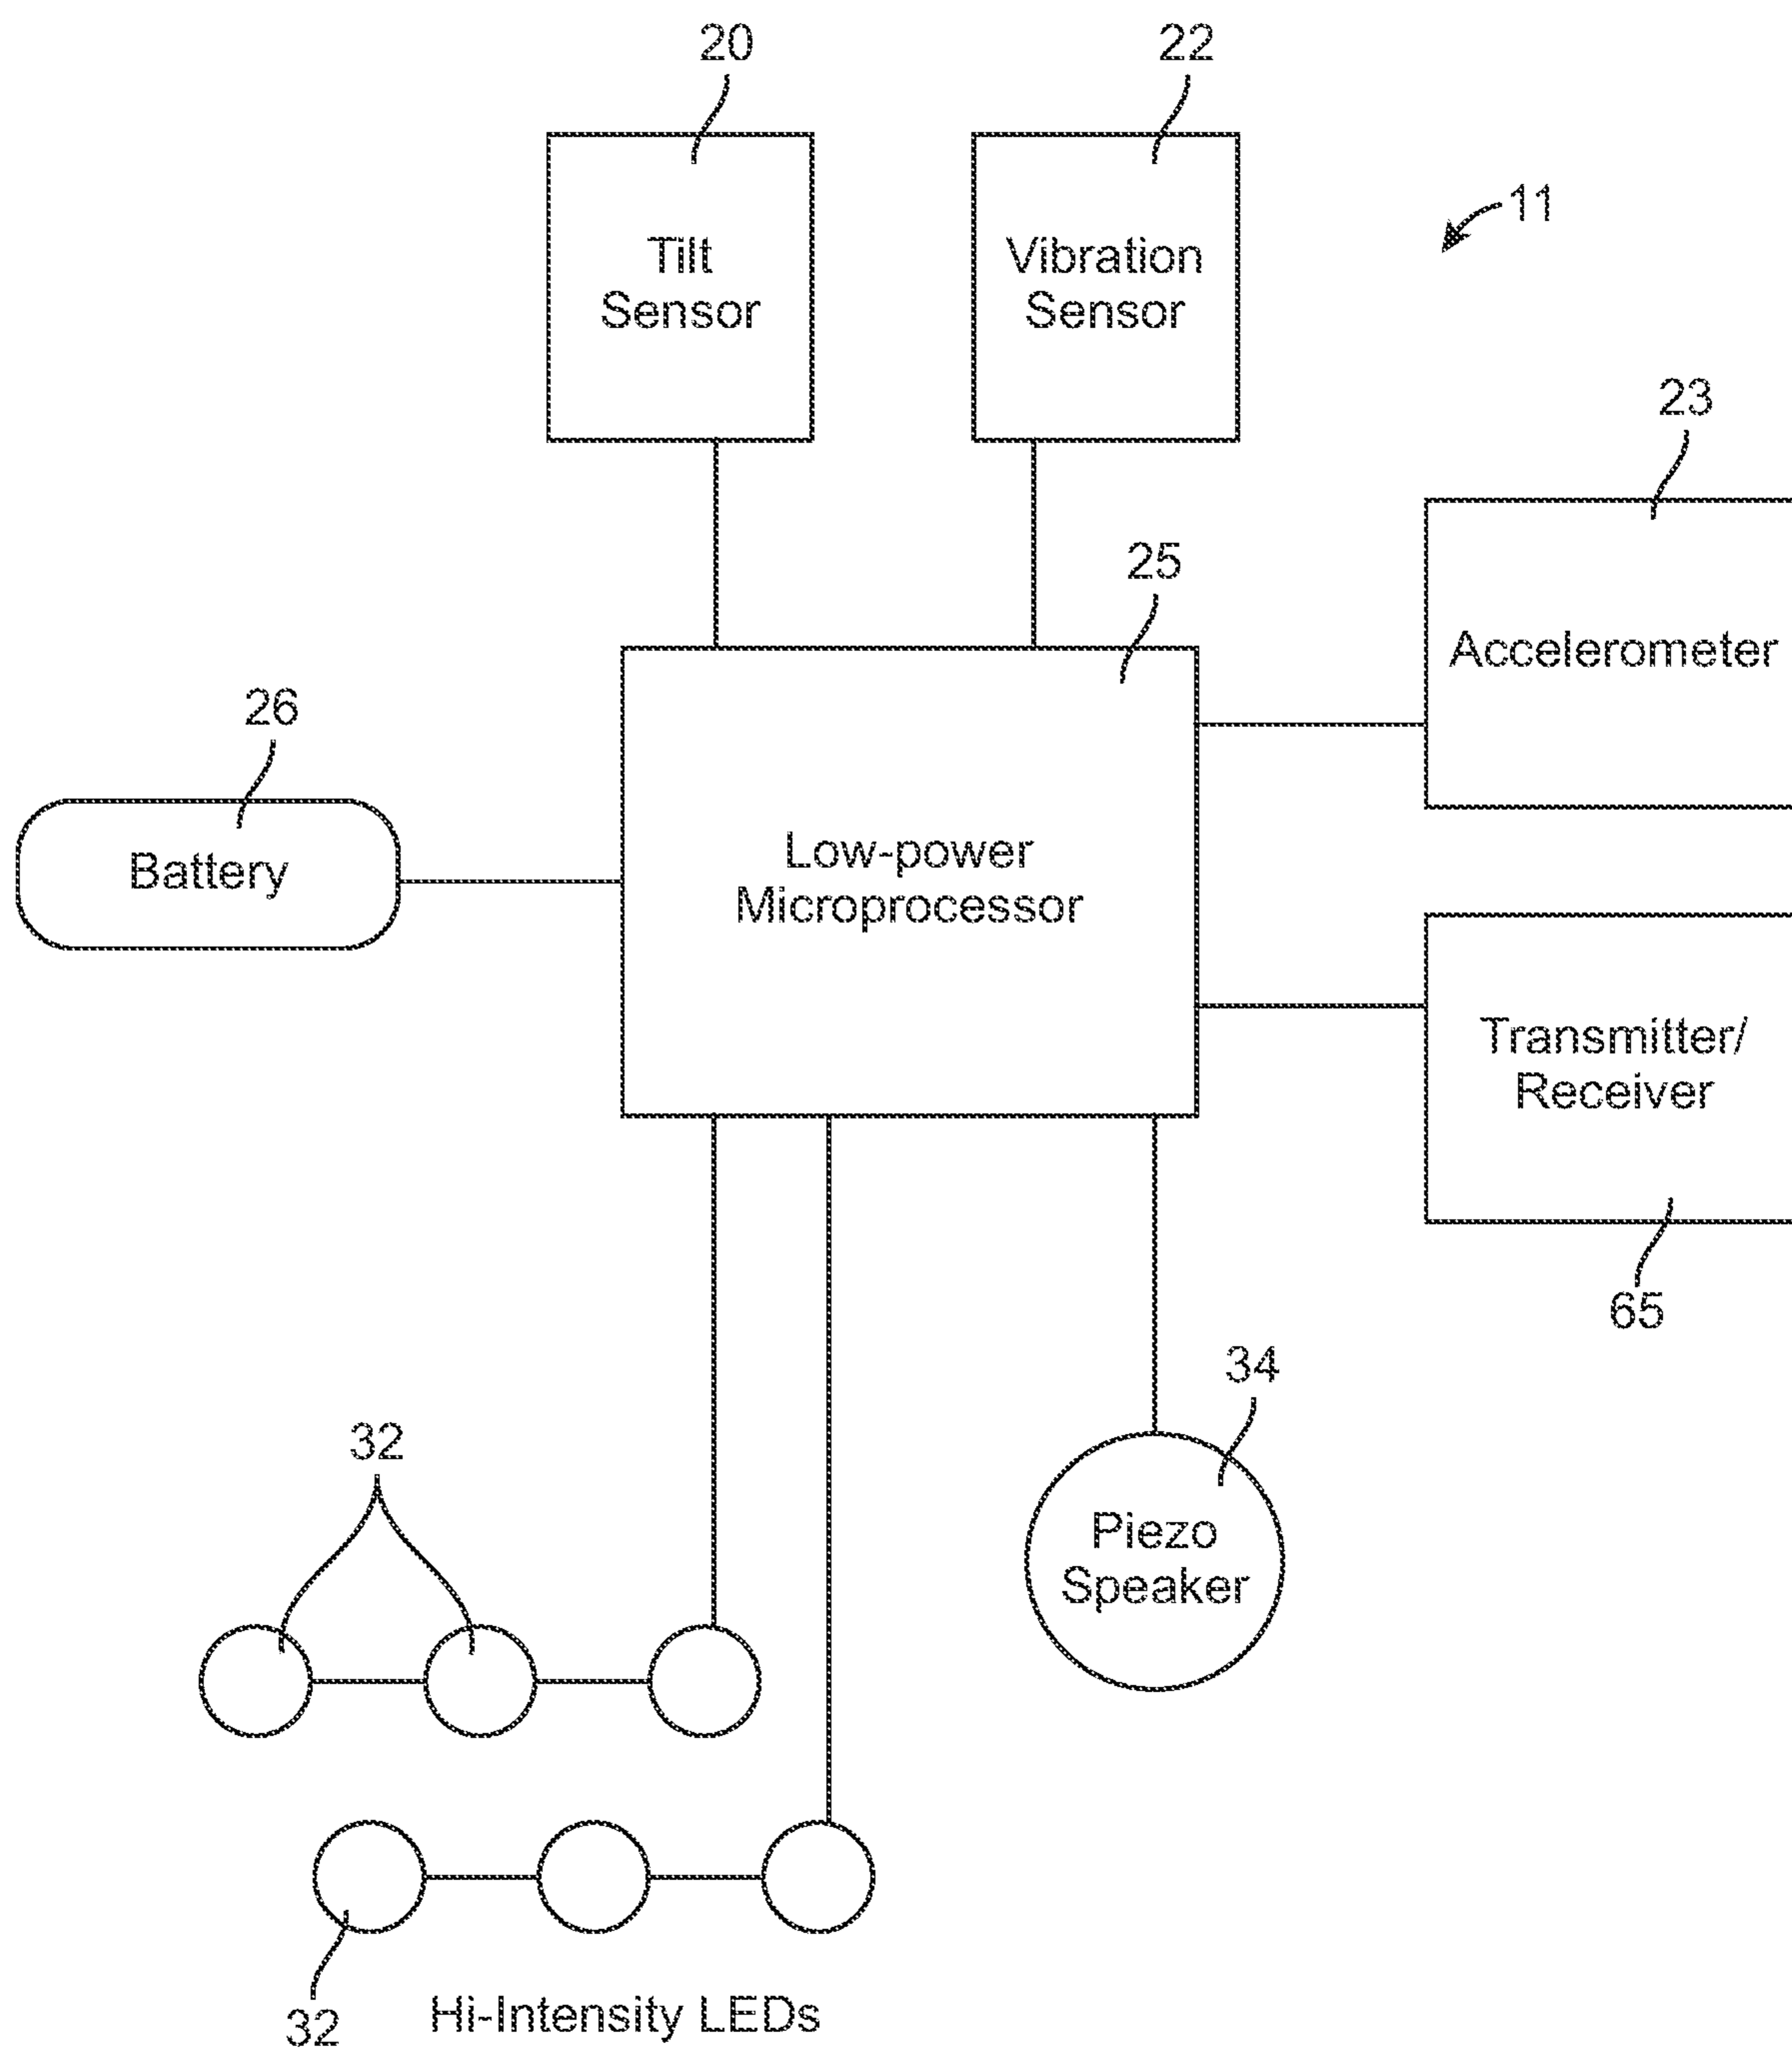 20
22
Tilt
Sensor
Vibration
Sensor
11
23
Accelerometer
25
26
Battery
Low-power
Microprocessor
Transmitter/
Receiver
65
34
Piezo
Speaker
32
32
Hi-Intensity LEDs